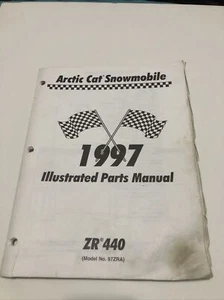 Arctic Cat® Snowmobile
1997
Illustrated Parts Manual
ZR® 440
(Model No. 97ZRA)